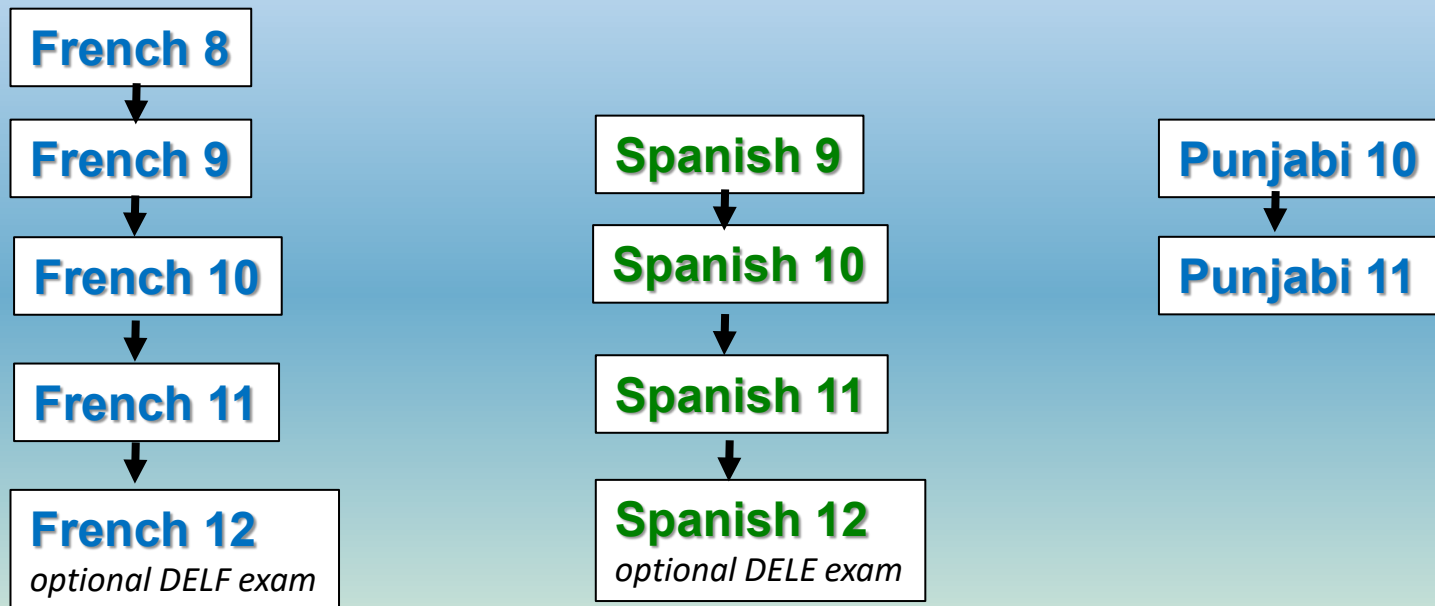 French 8
French 9
French 10
French 11
French 12
optional DELF exam
Spanish 9
Spanish 10
Spanish 11
Spanish 12
optional DELE exam
Punjabi 10
Punjabi 11